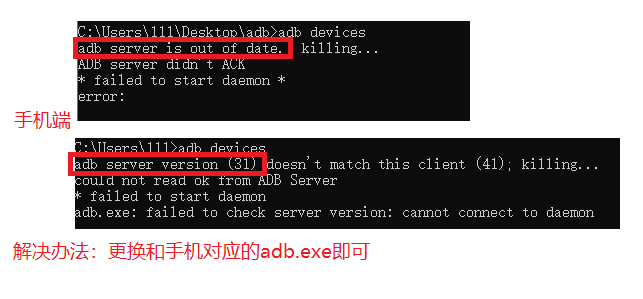 C:\Users\111\Desktop\adb>adb devices
adb server is out of date. killing...
ADB server didn't ACK
* failed to start daemon *
error:
手机端
C:\Users\111>adb devices
adb server version (31) doesn't match this client (41); killing...
could not read ok from ADB Server
* failed to start daemon
adb.exe: failed to check server version: cannot connect to daemon
解决办法：更换和手机对应的adb.exe即可